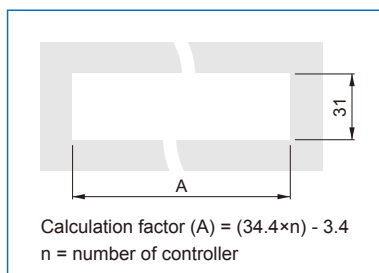 31
A
Calculation factor (A) = (34.4×n) - 3.4
n = number of controller